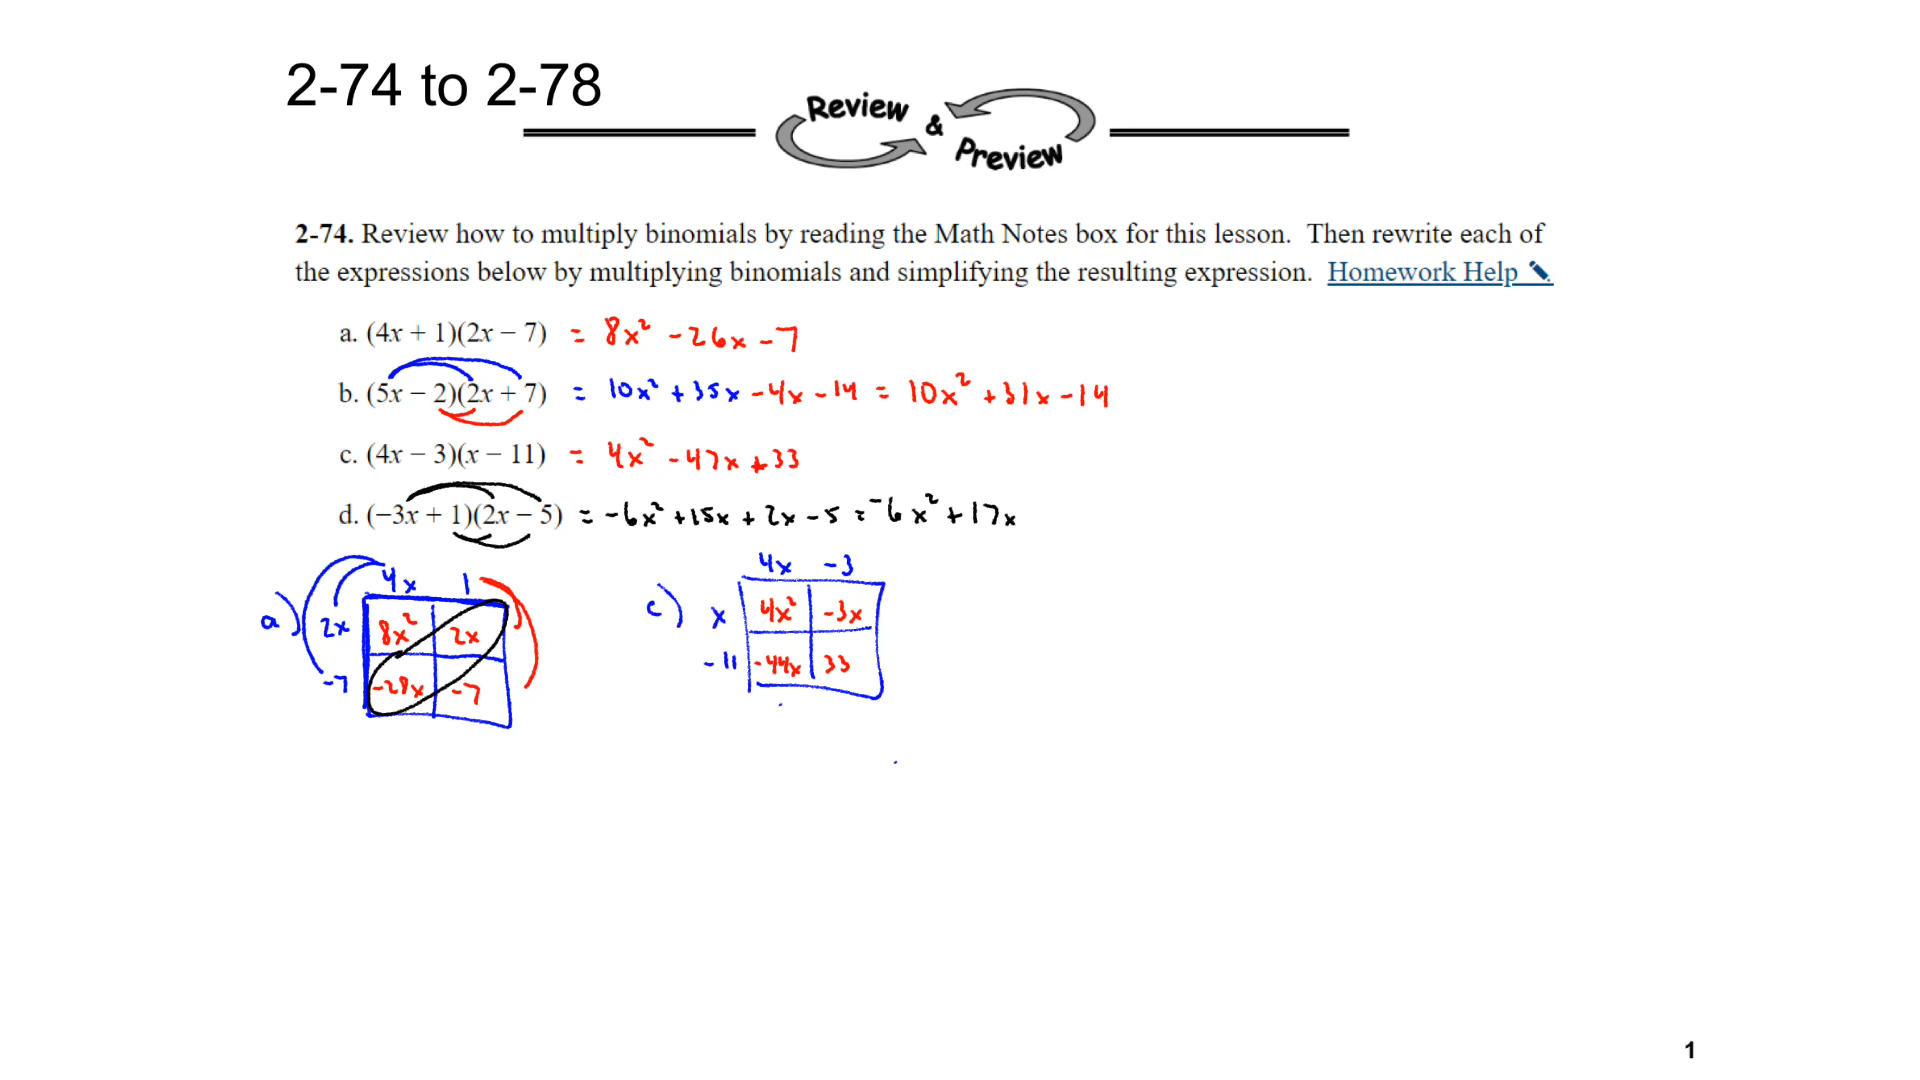 2-74 to 2-78
Review & Preview
2-74. Review how to multiply binomials by reading the Math Notes box for this lesson. Then rewrite each of
the expressions below by multiplying binomials and simplifying the resulting expression. Homework Help
a. (4x + 1)(2x − 7) = 8x² -26x -7
b. (5x − 2)(2x + 7) = 10x² +35x -4x -14 = 10x² +31x -14
c. (4x − 3)(x − 11) = 4x² -47x +33
d. (−3x + 1)(2x − 5) = -6x² +15x + 2x -5 = -6x² +17x
a)
4x 1
2x 8x² 2x
-7 -28x -7
c)
4x -3
x 4x² -3x
-11 -44x 33
1